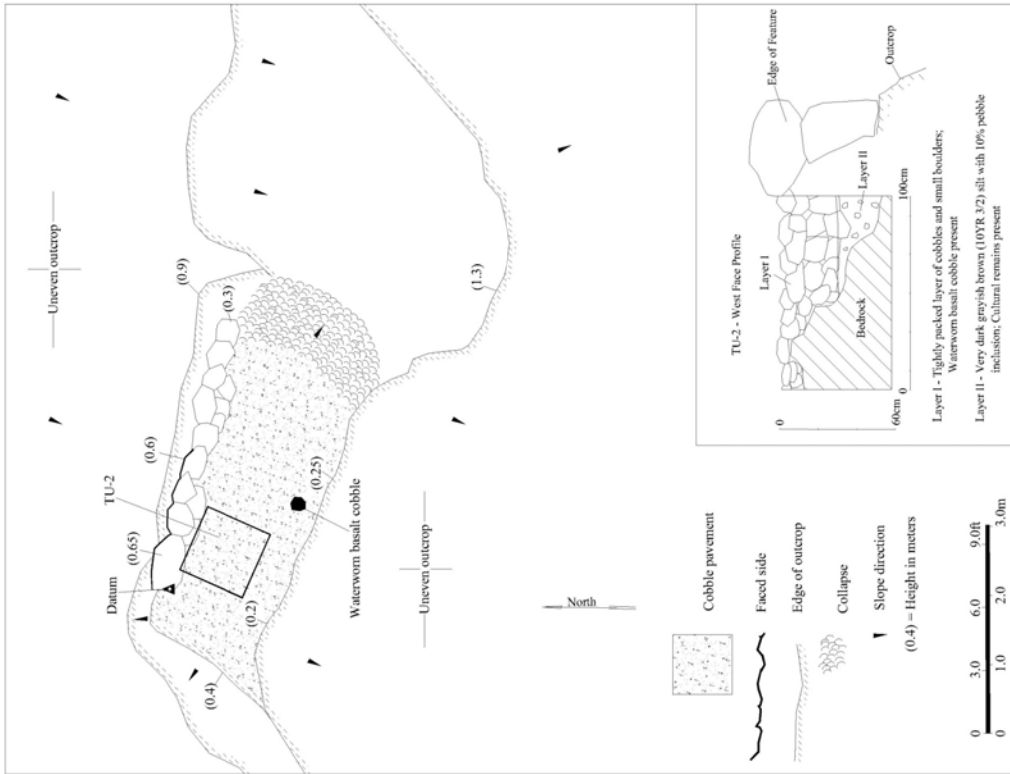 Uneven outcrop
(0.9)
(0.3)
(0.6)
TU-2
(0.65)
Datum
(1.3)
(0.25)
Waterworn basalt cobble
(0.2)
(0.4)
Uneven outcrop
North
Cobble pavement
Faced side
Edge of outcrop
Collapse
Slope direction
(0.4) = Height in meters
0 3.0 6.0 9.0ft
0 1.0 2.0 3.0m
TU-2 - West Face Profile
Edge of Feature
Outcrop
Layer I
Layer II
Bedrock
0
60cm
0 100cm
Layer I - Tightly packed layer of cobbles and small boulders;
Waterworn basalt cobble present
Layer II - Very dark grayish brown (10YR 3/2) silt with 10% pebble
inclusion; Cultural remains present